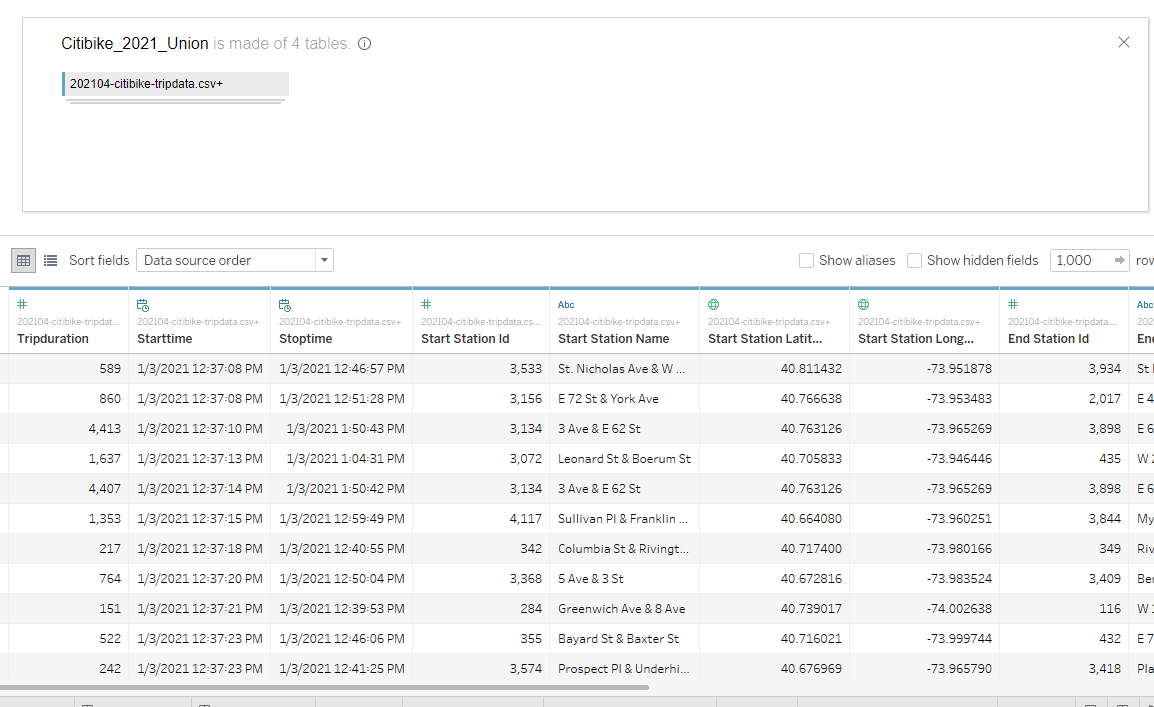 Citibike_2021_Union is made of 4 tables.
202104-citibike-tripdata.csv+
Sort fields Data source order Show aliases Show hidden fields 1,000 row
Abc Abc
202104-citibike-tripdat... 202104-citibike-tripdata.csv+ 202104-citibike-tripdata.csv+ 202104-citibike-tripdata.cs... 202104-citibike-tripdata.csv+ 202104-citibike-tripdata.csv+ 202104-citibike-tripdata.csv+ 202104-citibike-tripdata.... 202
Tripduration Starttime Stoptime Start Station Id Start Station Name Start Station Latit... Start Station Long... End Station Id En
589 1/3/2021 12:37:08 PM 1/3/2021 12:46:57 PM 3,533 St. Nicholas Ave & W ... 40.811432 -73.951878 3,934 St
860 1/3/2021 12:37:08 PM 1/3/2021 12:51:28 PM 3,156 E 72 St & York Ave 40.766638 -73.953483 2,017 E 4
4,413 1/3/2021 12:37:10 PM 1/3/2021 1:50:43 PM 3,134 3 Ave & E 62 St 40.763126 -73.965269 3,898 E 6
1,637 1/3/2021 12:37:13 PM 1/3/2021 1:04:31 PM 3,072 Leonard St & Boerum St 40.705833 -73.946446 435 W 2
4,407 1/3/2021 12:37:14 PM 1/3/2021 1:50:42 PM 3,134 3 Ave & E 62 St 40.763126 -73.965269 3,898 E 6
1,353 1/3/2021 12:37:15 PM 1/3/2021 12:59:49 PM 4,117 Sullivan Pl & Franklin ... 40.664080 -73.960251 3,844 My
217 1/3/2021 12:37:18 PM 1/3/2021 12:40:55 PM 342 Columbia St & Rivingt... 40.717400 -73.980166 349 Riv
764 1/3/2021 12:37:20 PM 1/3/2021 12:50:04 PM 3,368 5 Ave & 3 St 40.672816 -73.983524 3,409 Ber
151 1/3/2021 12:37:21 PM 1/3/2021 12:39:53 PM 284 Greenwich Ave & 8 Ave 40.739017 -74.002638 116 W 1
522 1/3/2021 12:37:23 PM 1/3/2021 12:46:06 PM 355 Bayard St & Baxter St 40.716021 -73.999744 432 E 7
242 1/3/2021 12:37:23 PM 1/3/2021 12:41:25 PM 3,574 Prospect Pl & Underhi... 40.676969 -73.965790 3,418 Pla